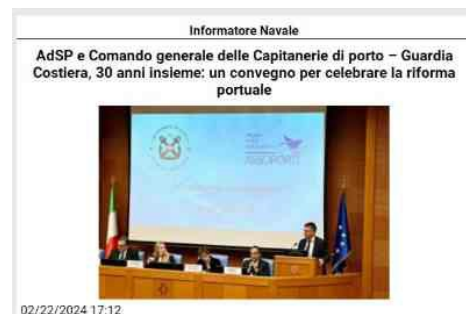 Informatore Navale
AdSP e Comando generale delle Capitanerie di porto – Guardia
Costiera, 30 anni insieme: un convegno per celebrare la riforma
portuale
ASSOPORTI
02/22/2024 17:12